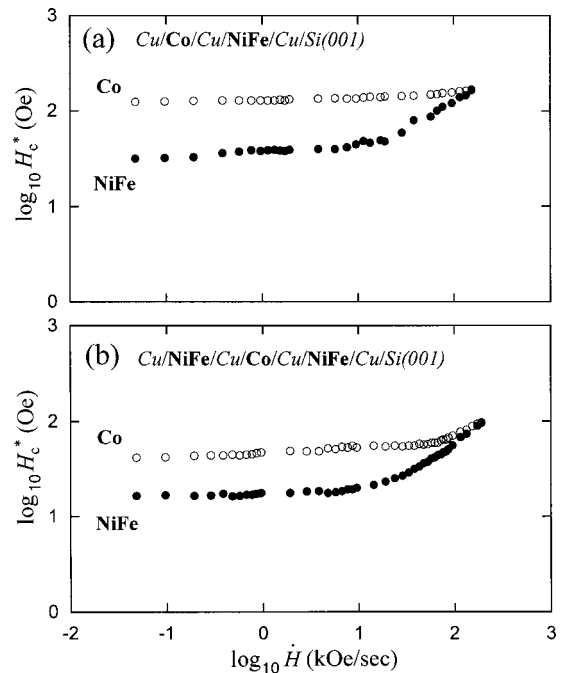 3
(a) Cu/Co/Cu/NiFe/Cu/Si(001)
Co
2
log10 Hc* (Oe)
1
NiFe
0
3
(b) Cu/NiFe/Cu/Co/Cu/NiFe/Cu/Si(001)
2
Co
log10 Hc* (Oe)
1
NiFe
0
-2 -1 0 1 2 3
log10 Ḣ (kOe/sec)